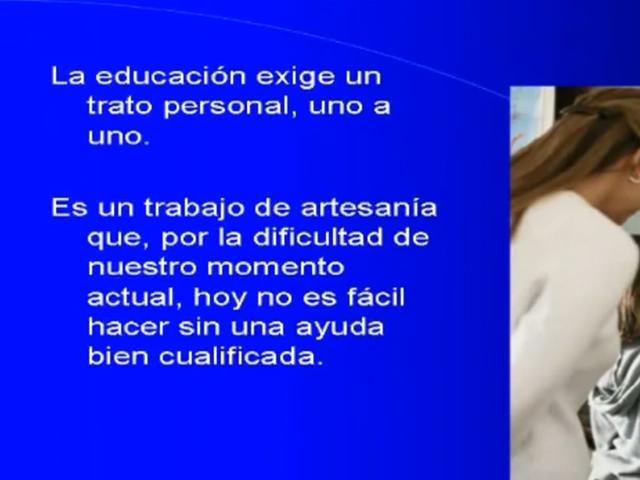 La educación exige un
trato personal, uno a
uno.
Es un trabajo de artesanía
que, por la dificultad de
nuestro momento
actual, hoy no es fácil
hacer sin una ayuda
bien cualificada.